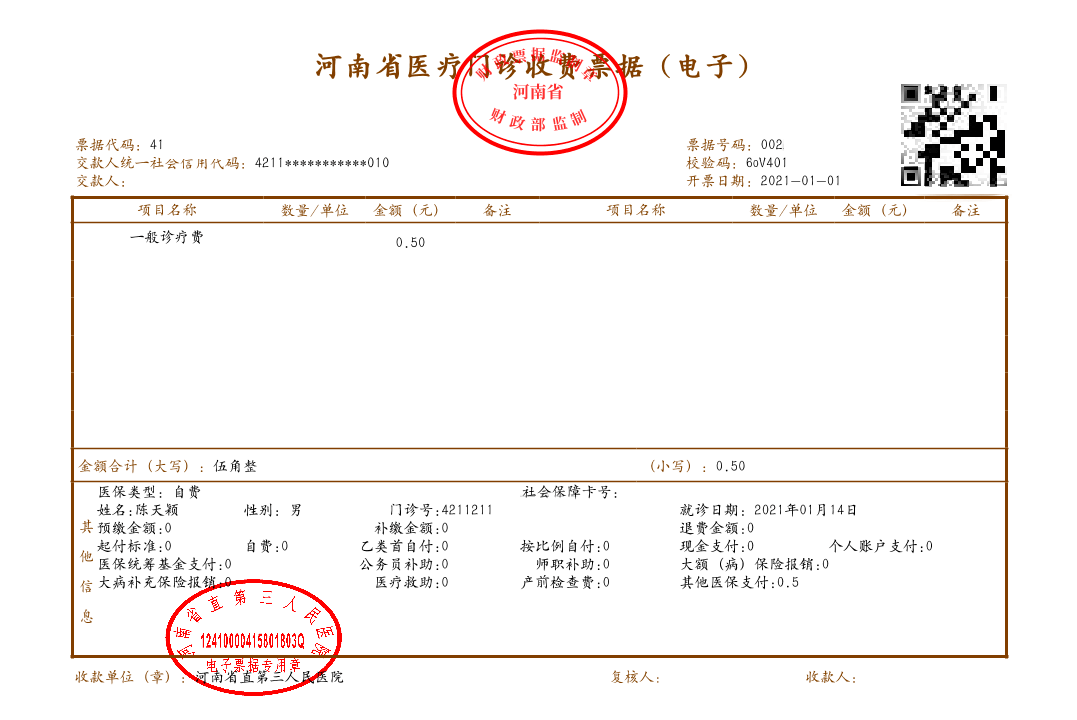 河南省医疗门诊收费票据（电子）
财政票据监制章
河南省
财政部监制
票据代码：41
票据号码：002
交款人统一社会信用代码：4211***********010
校验码：6oV401
交款人：
开票日期：2021-01-01
项目名称 数量/单位 金额（元） 备注 项目名称 数量/单位 金额（元） 备注
一般诊疗费 0.50
金额合计（大写）：伍角整 （小写）：0.50
其他信息
医保类型：自费 社会保障卡号：
姓名:陈天颖 性别：男 门诊号:4211211 就诊日期：2021年01月14日
预缴金额:0 补缴金额:0 退费金额:0
起付标准:0 自费:0 乙类首自付:0 按比例自付:0 现金支付:0 个人账户支付:0
医保统筹基金支付:0 公务员补助:0 师职补助:0 大额（病）保险报销:0
大病补充保险报销:0 医疗救助:0 产前检查费:0 其他医保支付:0.5
河南省直第三人民医院
12410000415801803Q
电子票据专用章
收款单位（章）：河南省直第三人民医院 复核人： 收款人：